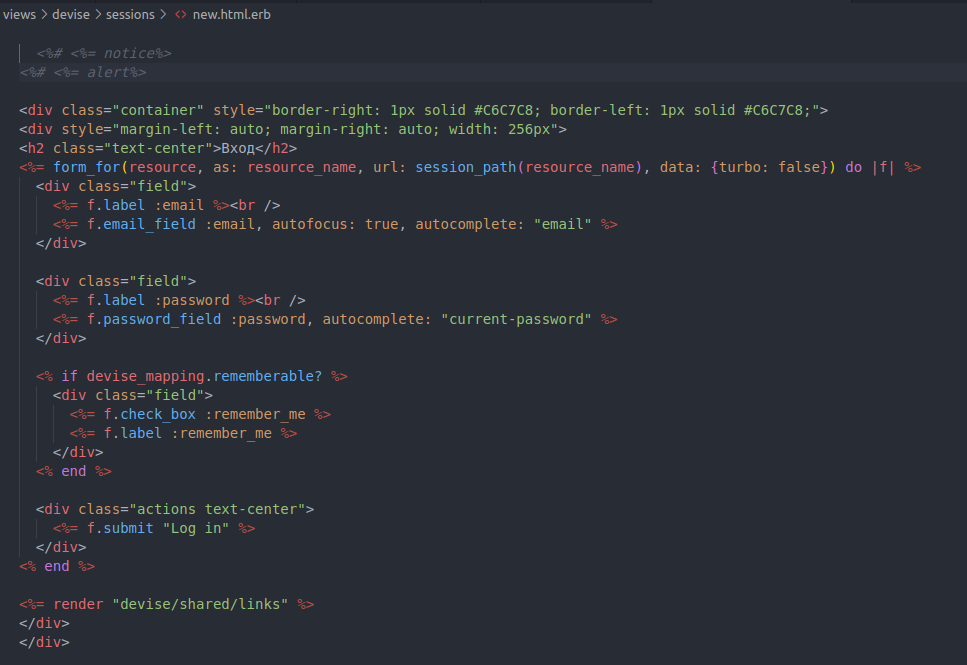 views > devise > sessions > <> new.html.erb
<%# <%= notice%>
<%# <%= alert%>
<div class="container" style="border-right: 1px solid #C6C7C8; border-left: 1px solid #C6C7C8;">
<div style="margin-left: auto; margin-right: auto; width: 256px">
<h2 class="text-center">Вход</h2>
<%= form_for(resource, as: resource_name, url: session_path(resource_name), data: {turbo: false}) do |f| %>
<div class="field">
<%= f.label :email %><br />
<%= f.email_field :email, autofocus: true, autocomplete: "email" %>
</div>
<div class="field">
<%= f.label :password %><br />
<%= f.password_field :password, autocomplete: "current-password" %>
</div>
<% if devise_mapping.rememberable? %>
<div class="field">
<%= f.check_box :remember_me %>
<%= f.label :remember_me %>
</div>
<% end %>
<div class="actions text-center">
<%= f.submit "Log in" %>
</div>
<% end %>
<%= render "devise/shared/links" %>
</div>
</div>